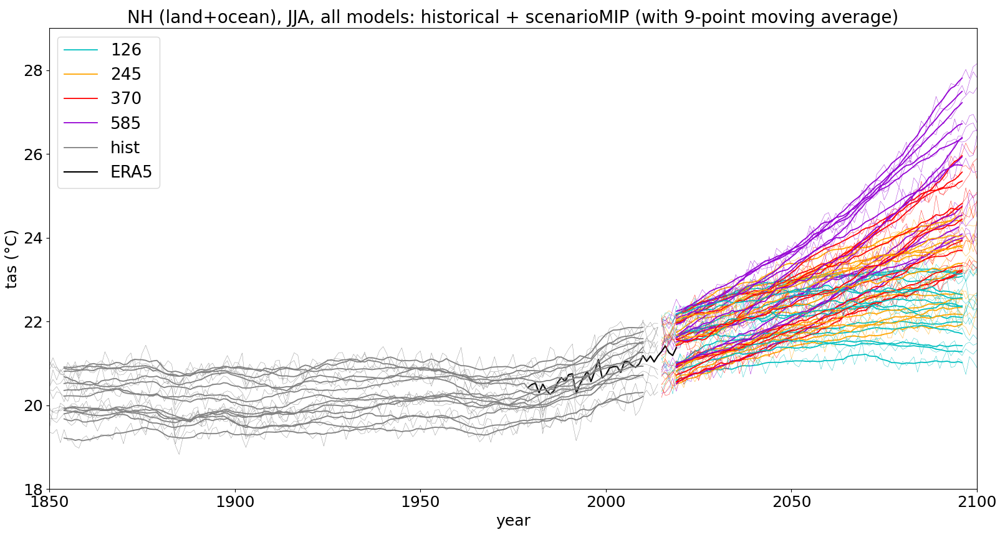 NH (land+ocean), JJA, all models: historical + scenarioMIP (with 9-point moving average)
126
245
370
585
hist
ERA5
28
26
24
22
20
18
tas (°C)
1850 1900 1950 2000 2050 2100
year